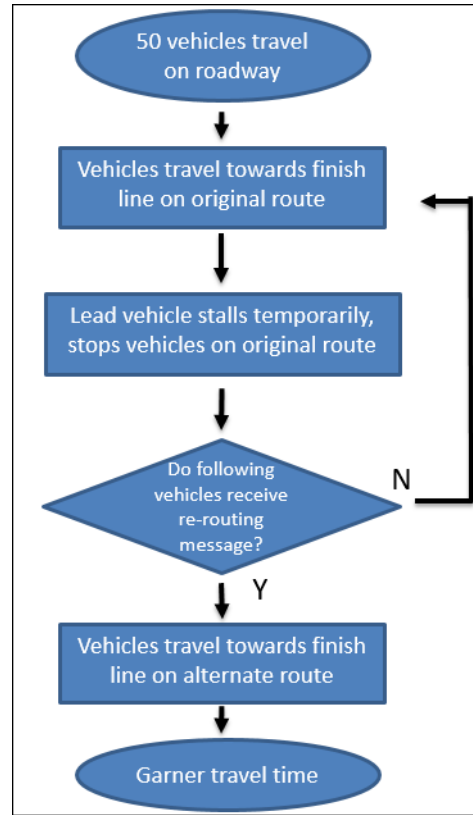 50 vehicles travel
on roadway
Vehicles travel towards finish
line on original route
Lead vehicle stalls temporarily,
stops vehicles on original route
Do following
vehicles receive
re-routing
message?
N
Y
Vehicles travel towards finish
line on alternate route
Garner travel time